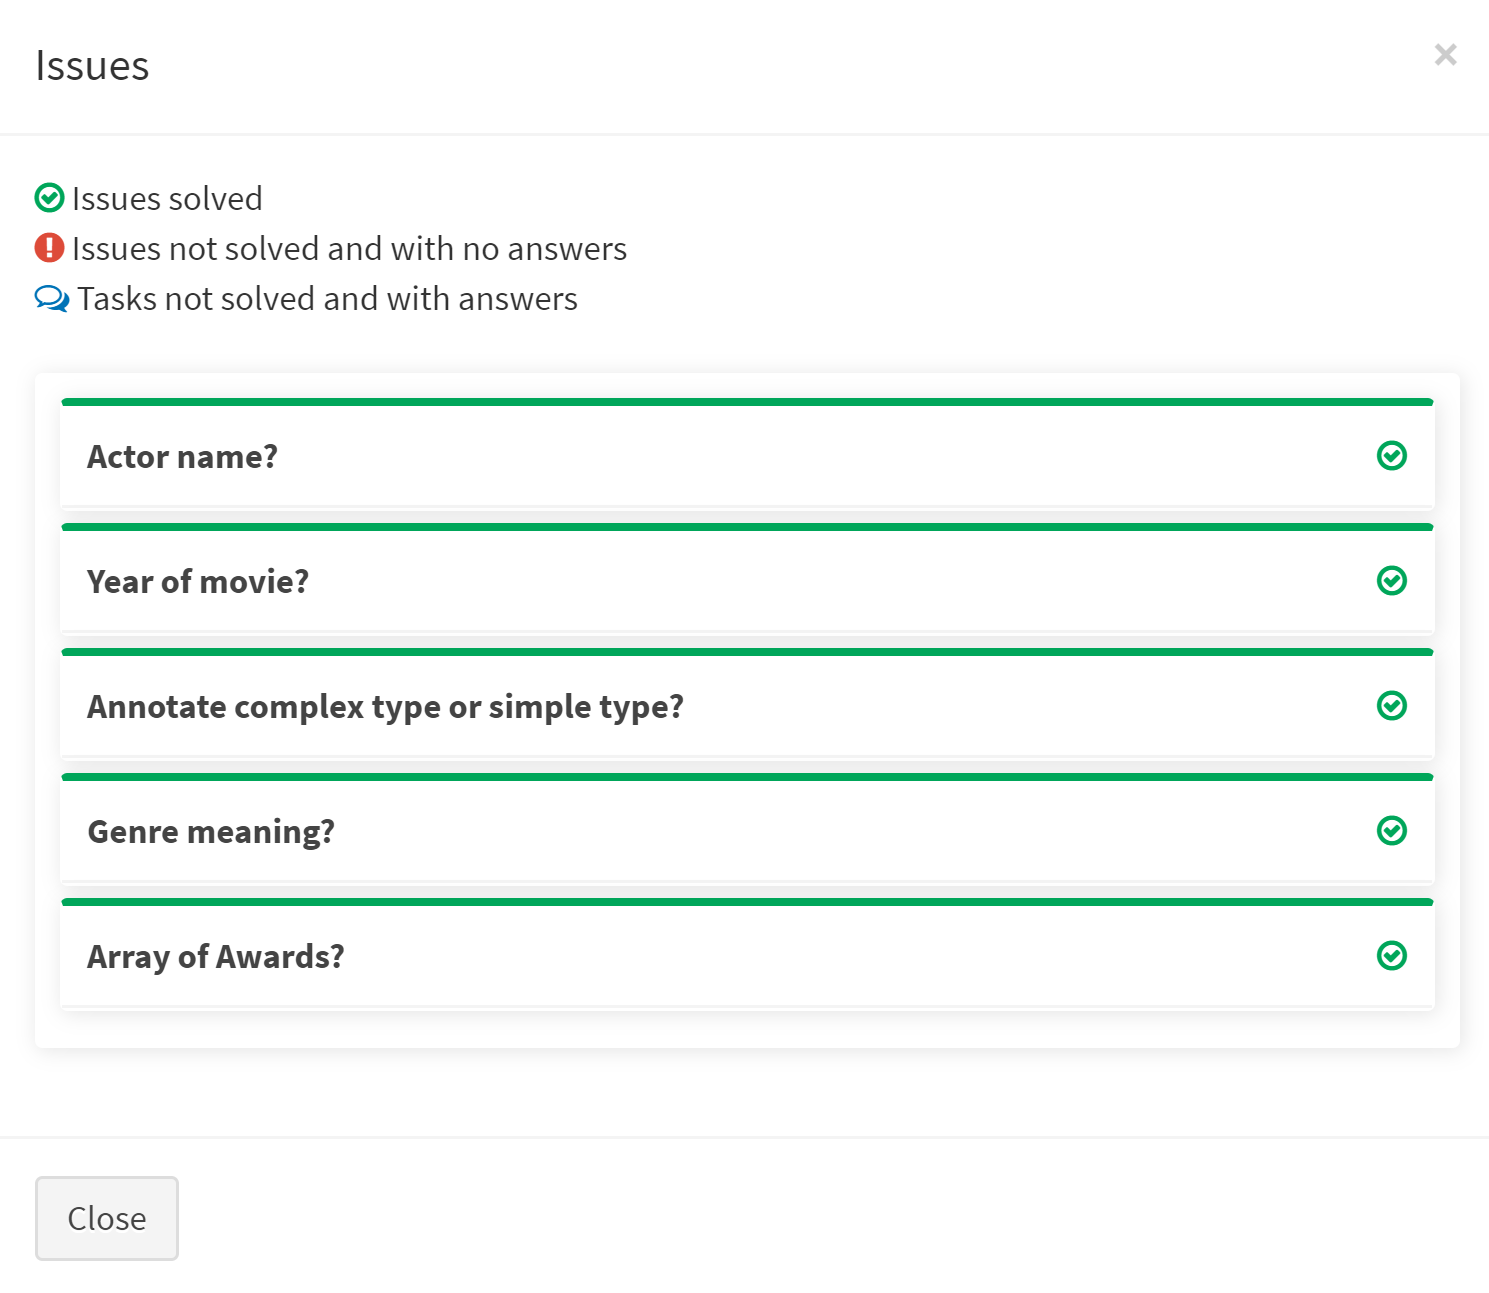 Issues
Issues solved
Issues not solved and with no answers
Tasks not solved and with answers
Actor name?
Year of movie?
Annotate complex type or simple type?
Genre meaning?
Array of Awards?
Close